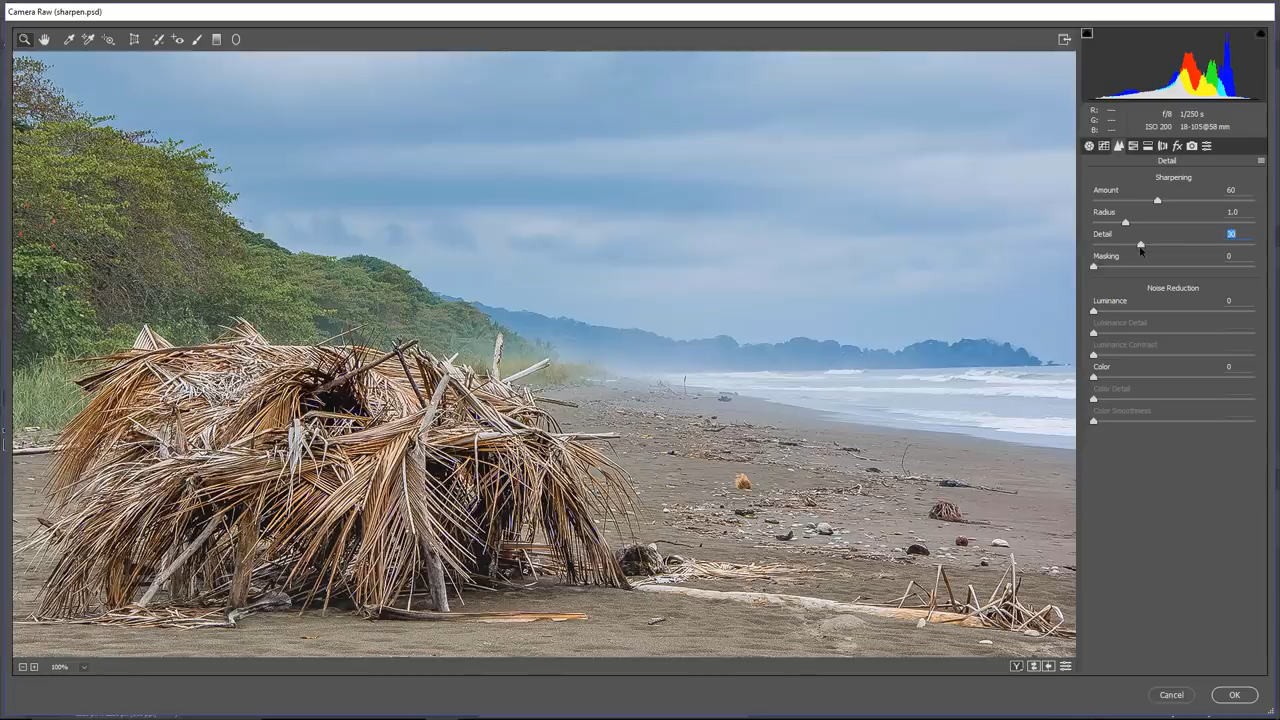 Camera Raw (sharpen.psd)
R: ---
G: ---
B: ---
f/8 1/250 s
ISO 200 18-105@58 mm
fx
Detail
Sharpening
Amount 60
Radius 1.0
Detail 30
Masking 0
Noise Reduction
Luminance 0
Luminance Detail
Luminance Contrast
Color 0
Color Detail
Color Smoothness
100%
Y
Cancel OK